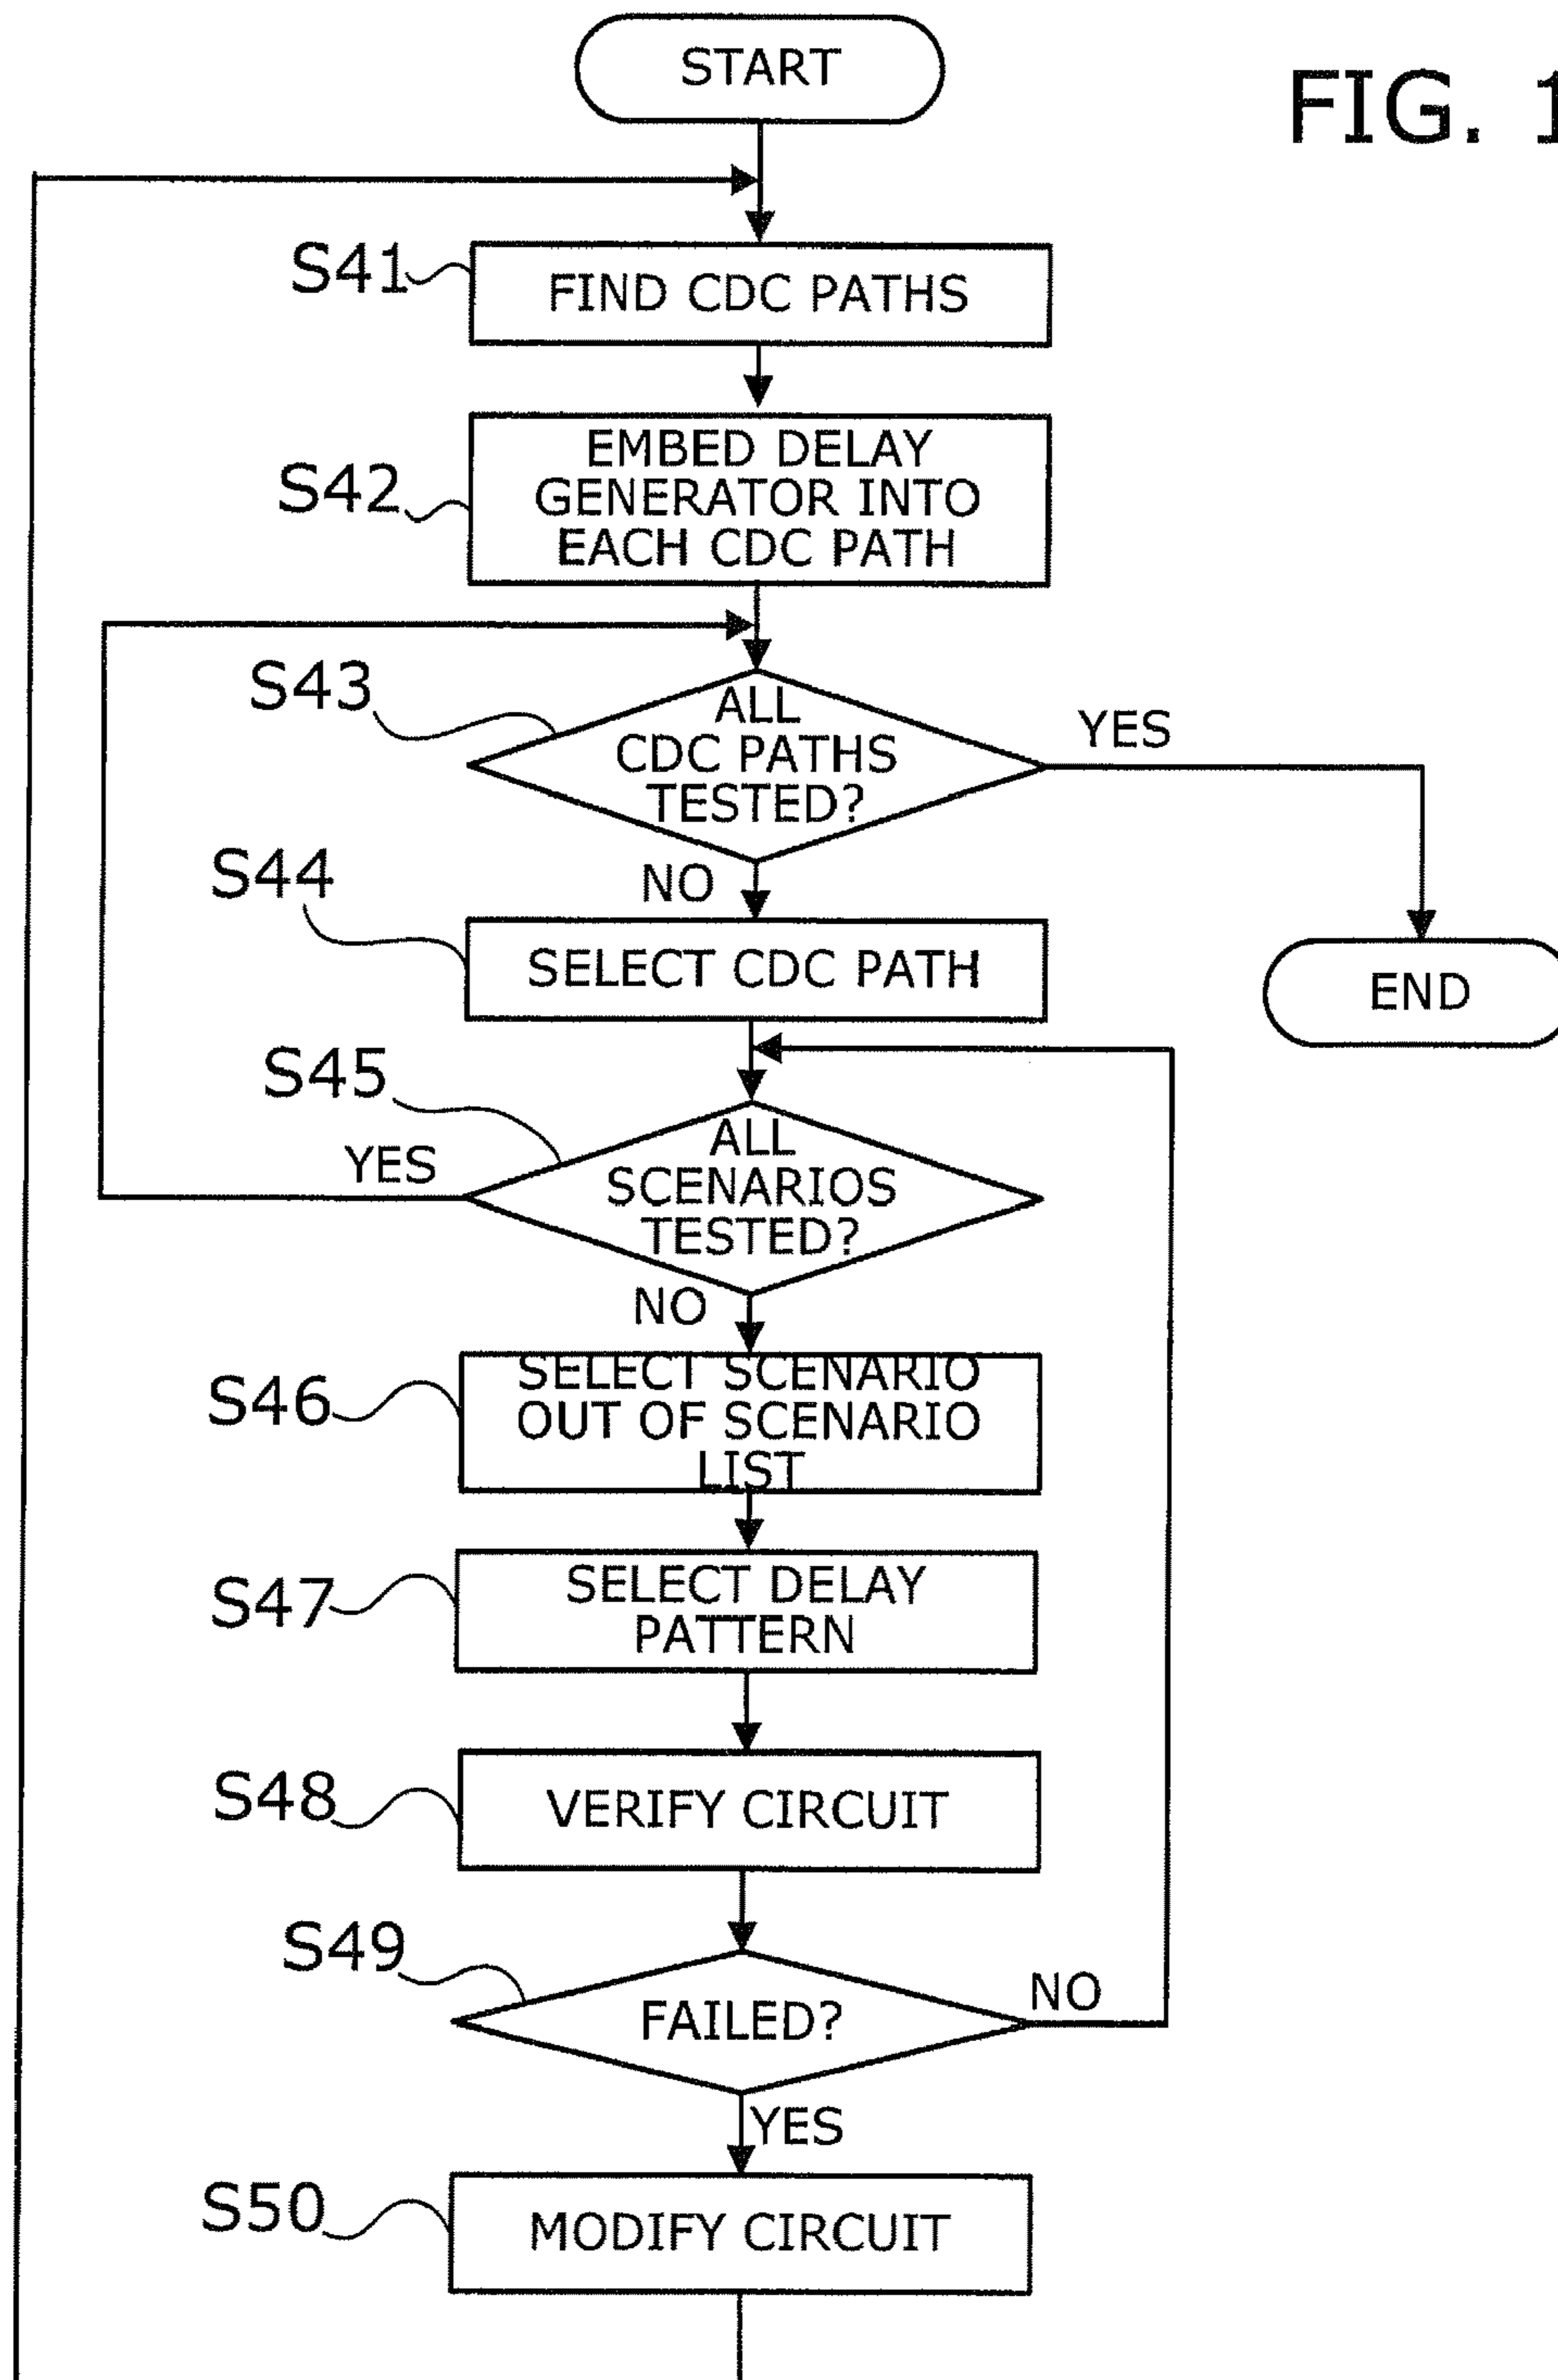 START
FIG. 1
S41
FIND CDC PATHS
S42
EMBED DELAY
GENERATOR INTO
EACH CDC PATH
S43
ALL
CDC PATHS
TESTED?
YES
NO
S44
SELECT CDC PATH
END
S45
ALL
SCENARIOS
TESTED?
YES
NO
S46
SELECT SCENARIO
OUT OF SCENARIO
LIST
S47
SELECT DELAY
PATTERN
S48
VERIFY CIRCUIT
S49
FAILED?
NO
YES
S50
MODIFY CIRCUIT